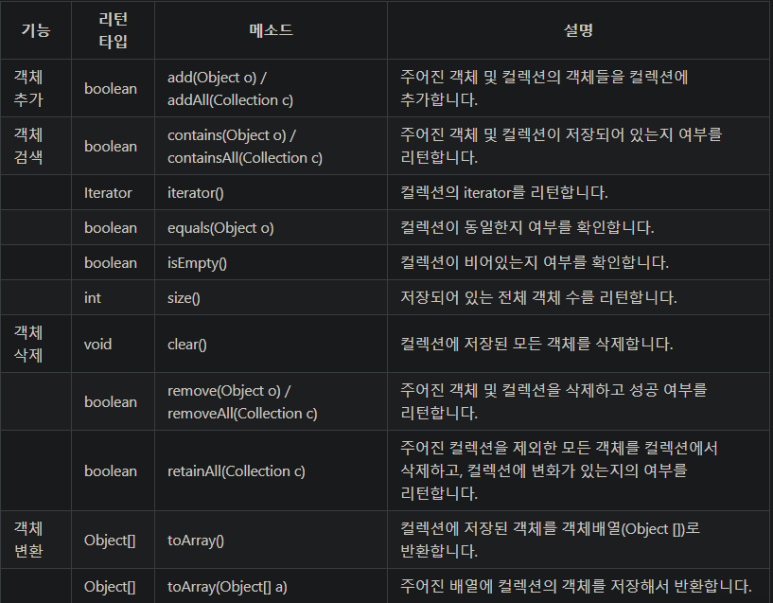 기능
리턴
타입
메소드
설명
객체
추가
boolean
add(Object o) /
addAll(Collection c)
주어진 객체 및 컬렉션의 객체들을 컬렉션에
추가합니다.
객체
검색
boolean
contains(Object o) /
containsAll(Collection c)
주어진 객체 및 컬렉션이 저장되어 있는지 여부를
리턴합니다.
Iterator
iterator()
컬렉션의 iterator를 리턴합니다.
boolean
equals(Object o)
컬렉션이 동일한지 여부를 확인합니다.
boolean
isEmpty()
컬렉션이 비어있는지 여부를 확인합니다.
int
size()
저장되어 있는 전체 객체 수를 리턴합니다.
객체
삭제
void
clear()
컬렉션에 저장된 모든 객체를 삭제합니다.
boolean
remove(Object o) /
removeAll(Collection c)
주어진 객체 및 컬렉션을 삭제하고 성공 여부를
리턴합니다.
boolean
retainAll(Collection c)
주어진 컬렉션을 제외한 모든 객체를 컬렉션에서
삭제하고, 컬렉션에 변화가 있는지의 여부를
리턴합니다.
객체
변환
Object[]
toArray()
컬렉션에 저장된 객체를 객체배열(Object [])로
반환합니다.
Object[]
toArray(Object[] a)
주어진 배열에 컬렉션의 객체를 저장해서 반환합니다.